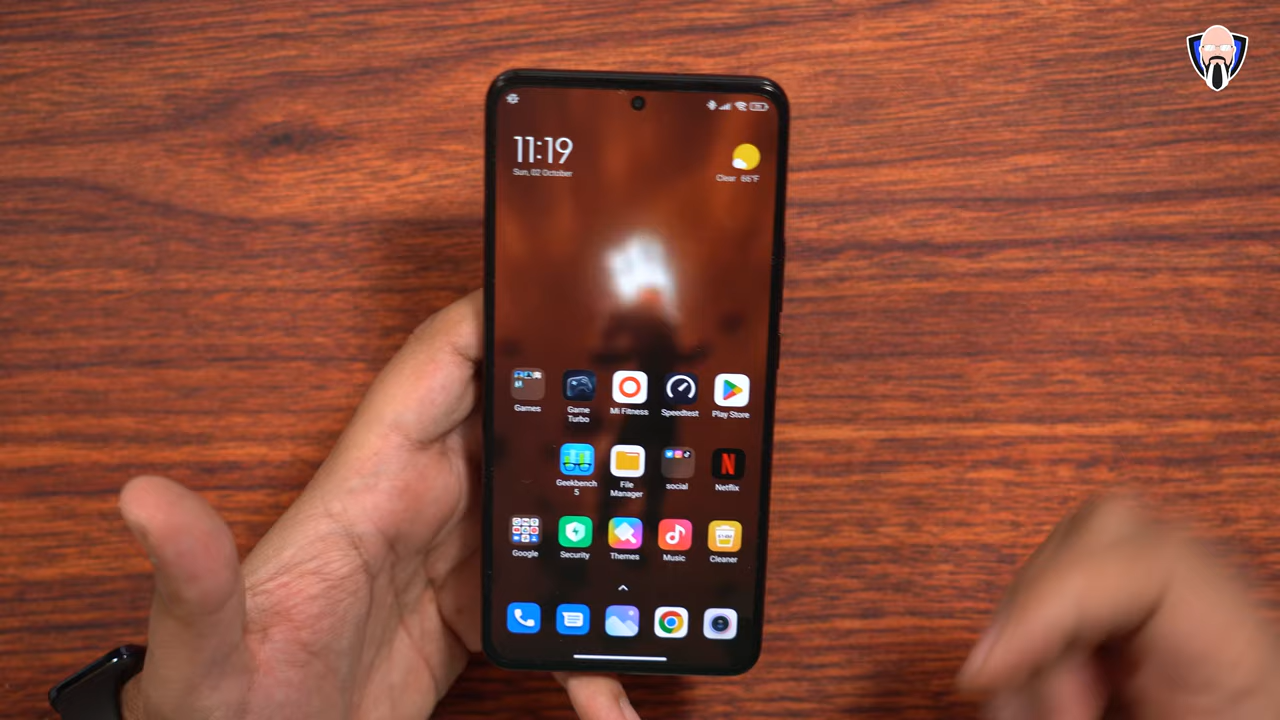 11:19
Sun, 02 October
Clear 66°F
Games
Game
Turbo
Mi Fitness
Speedtest
Play Store
Geekbench
5
File
Manager
social
Netflix
N
Google
Security
Themes
Music
Cleaner